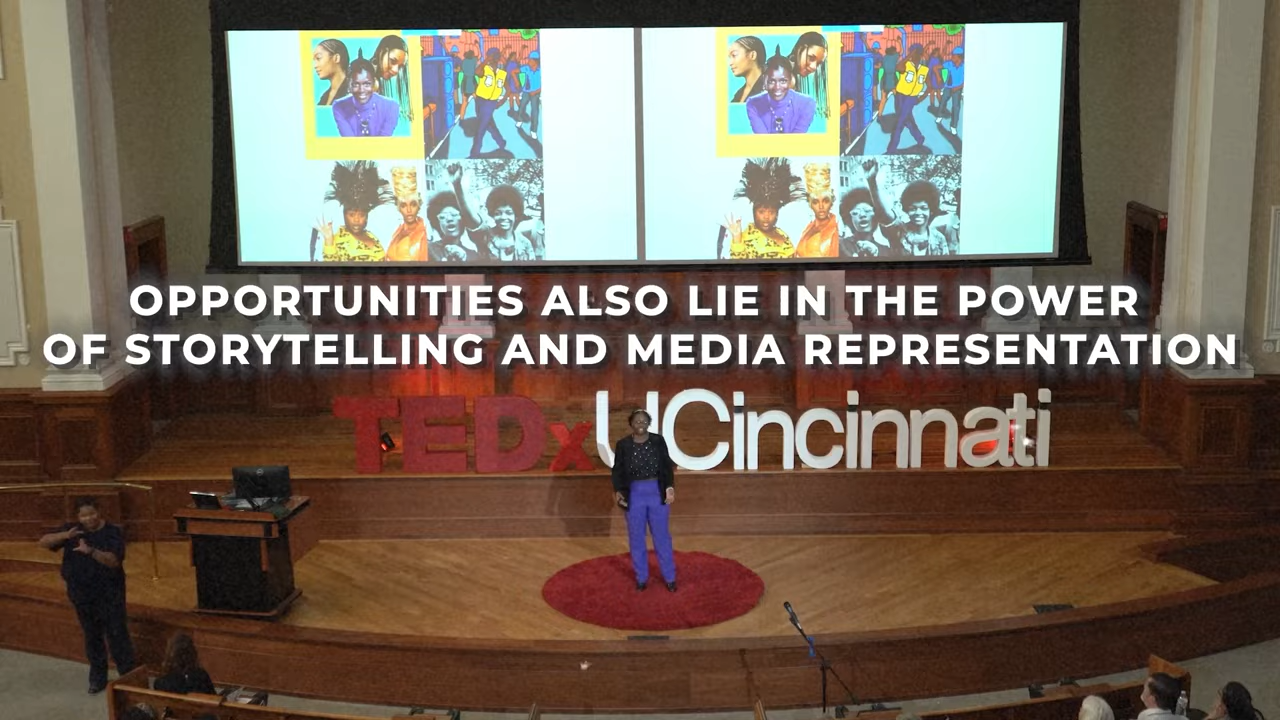 OPPORTUNITIES ALSO LIE IN THE POWER
OF STORYTELLING AND MEDIA REPRESENTATION
TEDxUCincinnati